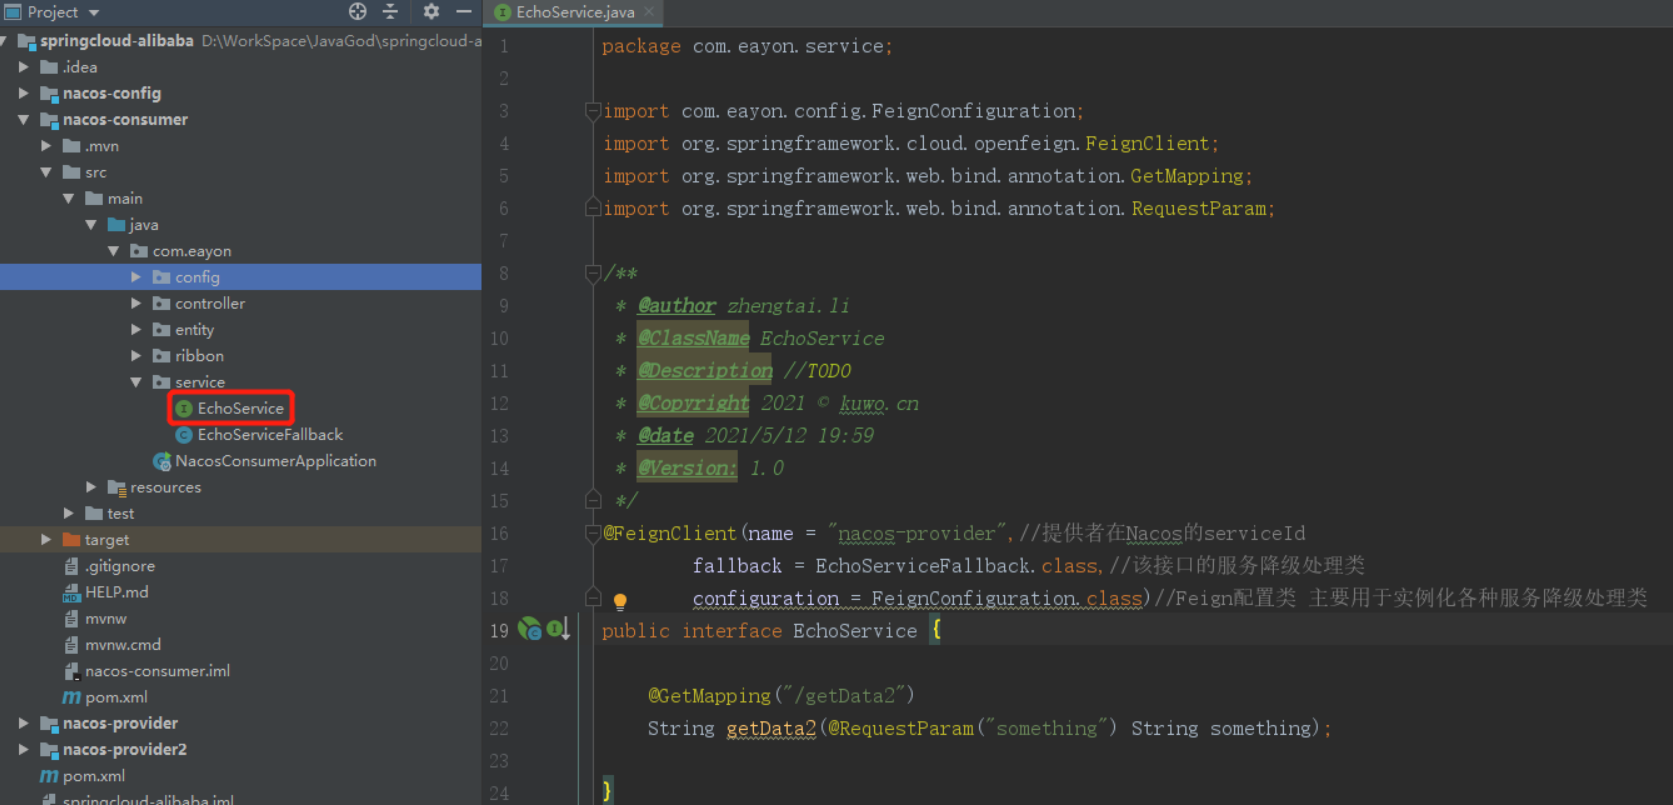 Project
springcloud-alibaba D:\WorkSpace\JavaGod\springcloud-a
.idea
nacos-config
nacos-consumer
.mvn
src
main
java
com.eayon
config
controller
entity
ribbon
service
EchoService
EchoServiceFallback
NacosConsumerApplication
resources
test
target
.gitignore
HELP.md
mvnw
mvnw.cmd
nacos-consumer.iml
pom.xml
nacos-provider
nacos-provider2
pom.xml
springcloud-alibaba.iml
EchoService.java
1 package com.eayon.service;
2
3 import com.eayon.config.FeignConfiguration;
4 import org.springframework.cloud.openfeign.FeignClient;
5 import org.springframework.web.bind.annotation.GetMapping;
6 import org.springframework.web.bind.annotation.RequestParam;
7
8 /**
9 * @author zhengtai.li
10 * @ClassName EchoService
11 * @Description //TODO
12 * @Copyright 2021 © kuwo.cn
13 * @date 2021/5/12 19:59
14 * @Version: 1.0
15 */
16 @FeignClient(name = "nacos-provider",//提供者在Nacos的serviceId
17 fallback = EchoServiceFallback.class,//该接口的服务降级处理类
18 configuration = FeignConfiguration.class)//Feign配置类 主要用于实例化各种服务降级处理类
19 public interface EchoService {
20
21 @GetMapping("/getData2")
22 String getData2(@RequestParam("something") String something);
23
24 }